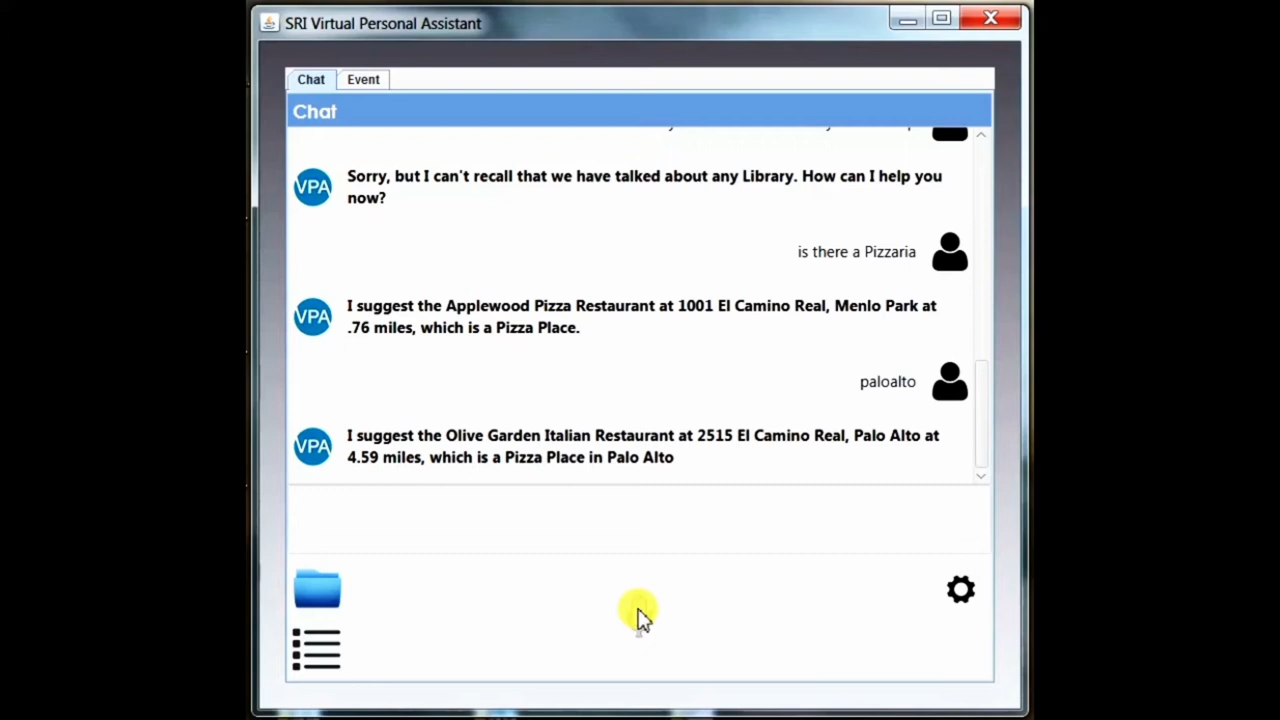 SRI Virtual Personal Assistant
Chat
Event
Chat
VPA
Sorry, but I can't recall that we have talked about any Library. How can I help you
now?
is there a Pizzaria
VPA
I suggest the Applewood Pizza Restaurant at 1001 El Camino Real, Menlo Park at
.76 miles, which is a Pizza Place.
paloalto
VPA
I suggest the Olive Garden Italian Restaurant at 2515 El Camino Real, Palo Alto at
4.59 miles, which is a Pizza Place in Palo Alto